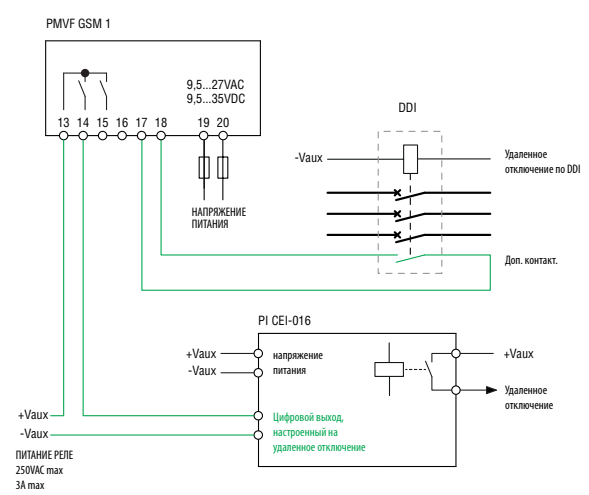 PMVF GSM 1
9,5...27VAC
9,5...35VDC
13 14 15 16 17 18 19 20
НАПРЯЖЕНИЕ
ПИТАНИЯ
DDI
-Vaux
Удаленное
отключение по DDI
Доп. контакт.
PI CEI-016
+Vaux
-Vaux
напряжение
питания
+Vaux
Удаленное
отключение
+Vaux
-Vaux
Цифровой выход,
настроенный на
удаленное отключение
ПИТАНИЕ РЕЛЕ
250VAC max
3A max